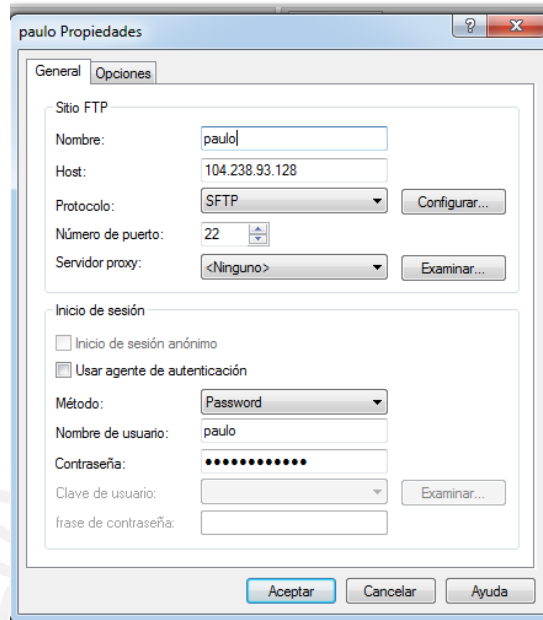 paulo Propiedades
General Opciones
Sitio FTP
Nombre: paulo
Host: 104.238.93.128
Protocolo: SFTP Configurar...
Número de puerto: 22
Servidor proxy: <Ninguno> Examinar...
Inicio de sesión
Inicio de sesión anónimo
Usar agente de autenticación
Método: Password
Nombre de usuario: paulo
Contraseña: ••••••••••••
Clave de usuario: Examinar...
frase de contraseña:
Aceptar Cancelar Ayuda